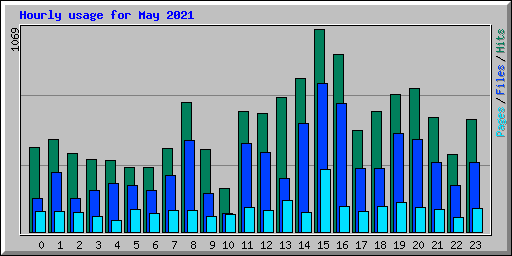 Hourly usage for May 2021
1069
Pages/Files/Hits
0 1 2 3 4 5 6 7 8 9 10 11 12 13 14 15 16 17 18 19 20 21 22 23